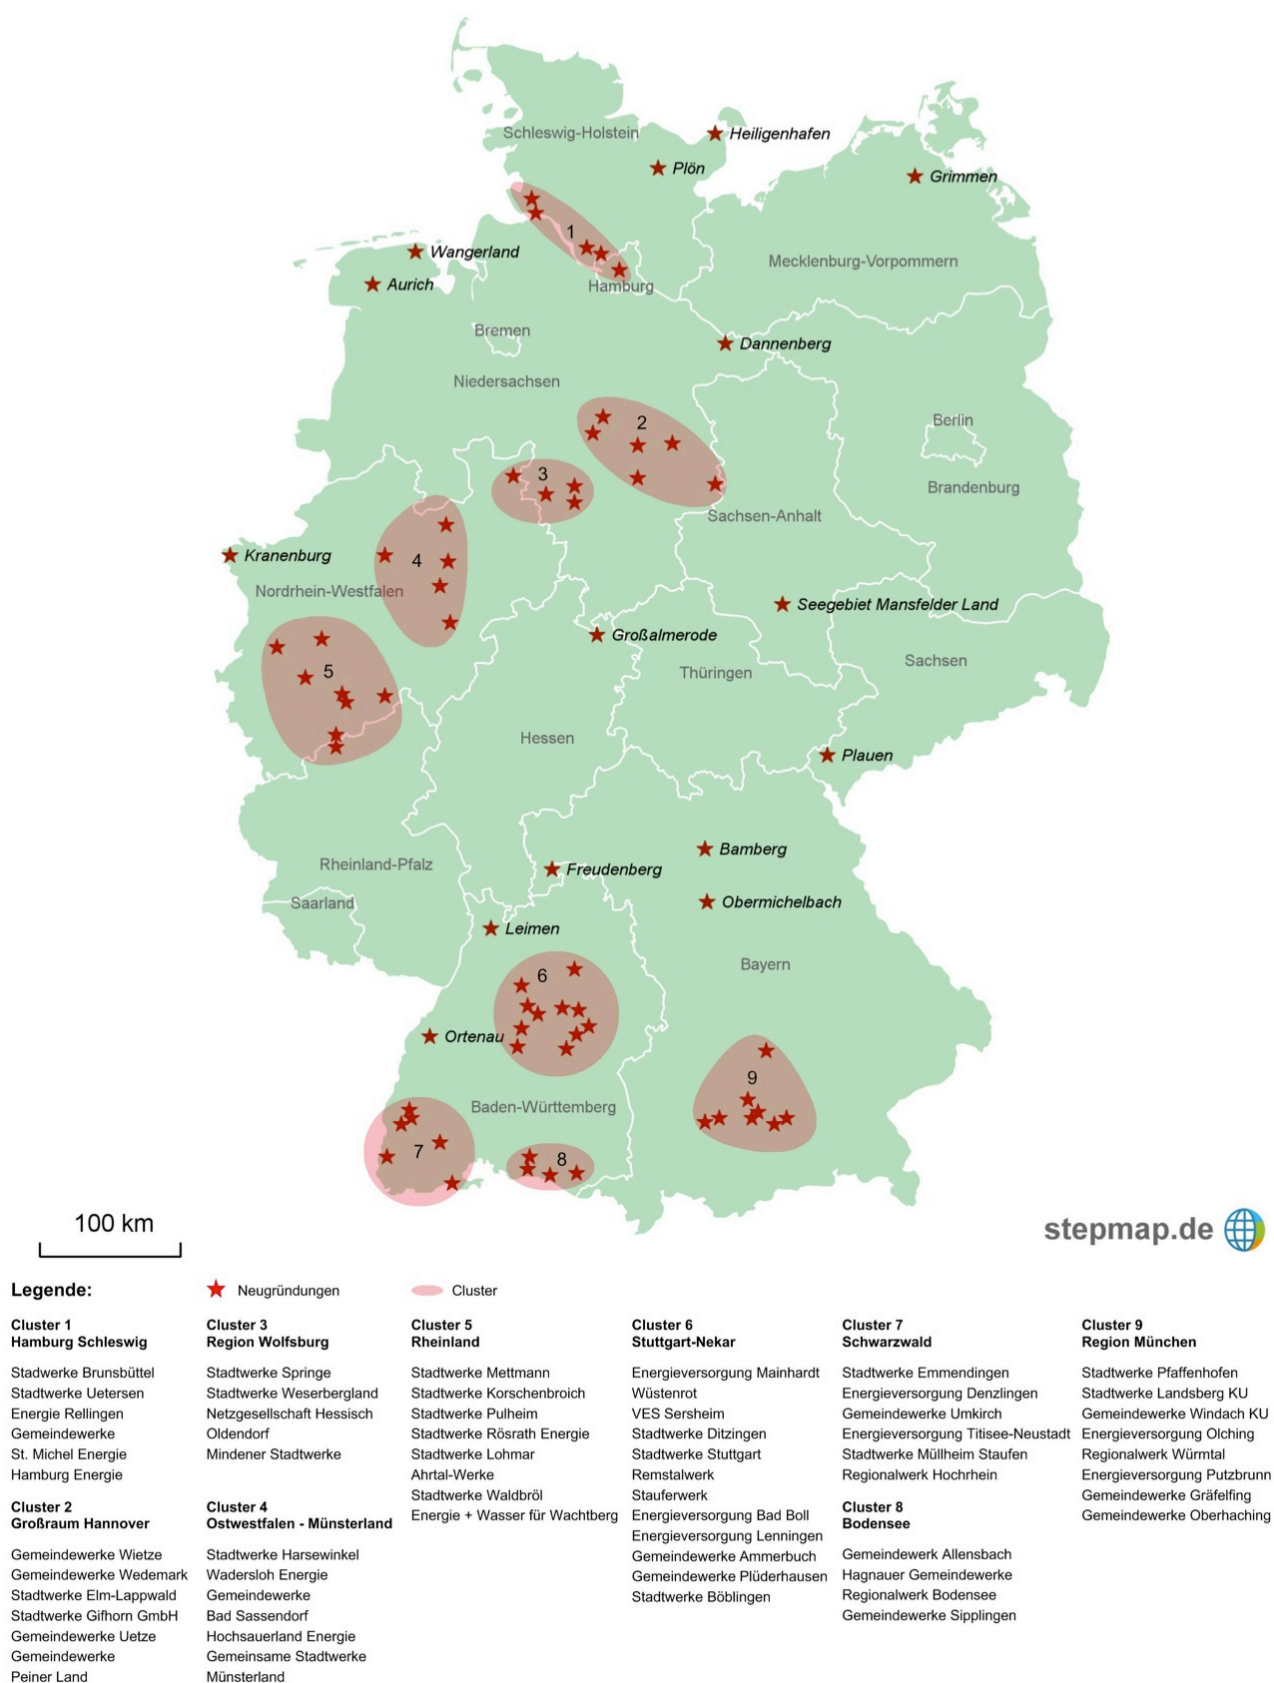 Schleswig-Holstein
Heiligenhafen
Plön
Grimmen
1
Wangerland
Mecklenburg-Vorpommern
Aurich
Hamburg
Bremen
Dannenberg
Niedersachsen
2
Berlin
3
Brandenburg
Sachsen-Anhalt
Kranenburg
4
Nordrhein-Westfalen
Seegebiet Mansfelder Land
Großalmerode
5
Thüringen
Sachsen
Hessen
Plauen
Bamberg
Rheinland-Pfalz
Freudenberg
Saarland
Obermichelbach
Leimen
Bayern
6
Ortenau
9
Baden-Württemberg
7
8
100 km
stepmap.de
Legende:
Neugründungen
Cluster
Cluster 1
Hamburg Schleswig
Stadwerke Brunsbüttel
Stadtwerke Uetersen
Energie Rellingen
Gemeindewerke
St. Michel Energie
Hamburg Energie
Cluster 2
Großraum Hannover
Gemeindewerke Wietze
Gemeindewerke Wedemark
Stadtwerke Elm-Lappwald
Stadtwerke Gifhorn GmbH
Gemeindewerke Uetze
Gemeindewerke
Peiner Land
Cluster 3
Region Wolfsburg
Stadtwerke Springe
Stadtwerke Weserbergland
Netzgesellschaft Hessisch
Oldendorf
Mindener Stadtwerke
Cluster 4
Ostwestfalen - Münsterland
Stadtwerke Harsewinkel
Wadersloh Energie
Gemeindewerke
Bad Sassendorf
Hochsauerland Energie
Gemeinsame Stadtwerke
Münsterland
Cluster 5
Rheinland
Stadtwerke Mettmann
Stadtwerke Korschenbroich
Stadtwerke Pulheim
Stadtwerke Rösrath Energie
Stadtwerke Lohmar
Ahrtal-Werke
Stadtwerke Waldbröl
Energie + Wasser für Wachtberg
Cluster 6
Stuttgart-Nekar
Energieversorgung Mainhardt
Wüstenrot
VES Sersheim
Stadtwerke Ditzingen
Stadtwerke Stuttgart
Remstalwerk
Stauferwerk
Energieversorgung Bad Boll
Energieversorgung Lenningen
Gemeindewerke Ammerbuch
Gemeindewerke Plüderhausen
Stadtwerke Böblingen
Cluster 7
Schwarzwald
Stadtwerke Emmendingen
Energieversorgung Denzlingen
Gemeindewerke Umkirch
Energieversorgung Titisee-Neustadt
Stadtwerke Müllheim Staufen
Regionalwerk Hochrhein
Cluster 8
Bodensee
Gemeindewerk Allensbach
Hagnauer Gemeindewerke
Regionalwerk Bodensee
Gemeindewerke Sipplingen
Cluster 9
Region München
Stadtwerke Pfaffenhofen
Stadtwerke Landsberg KU
Gemeindewerke Windach KU
Energieversorgung Olching
Regionalwerk Würmtal
Energieversorgung Putzbrunn
Gemeindewerke Gräfelfing
Gemeindewerke Oberhaching